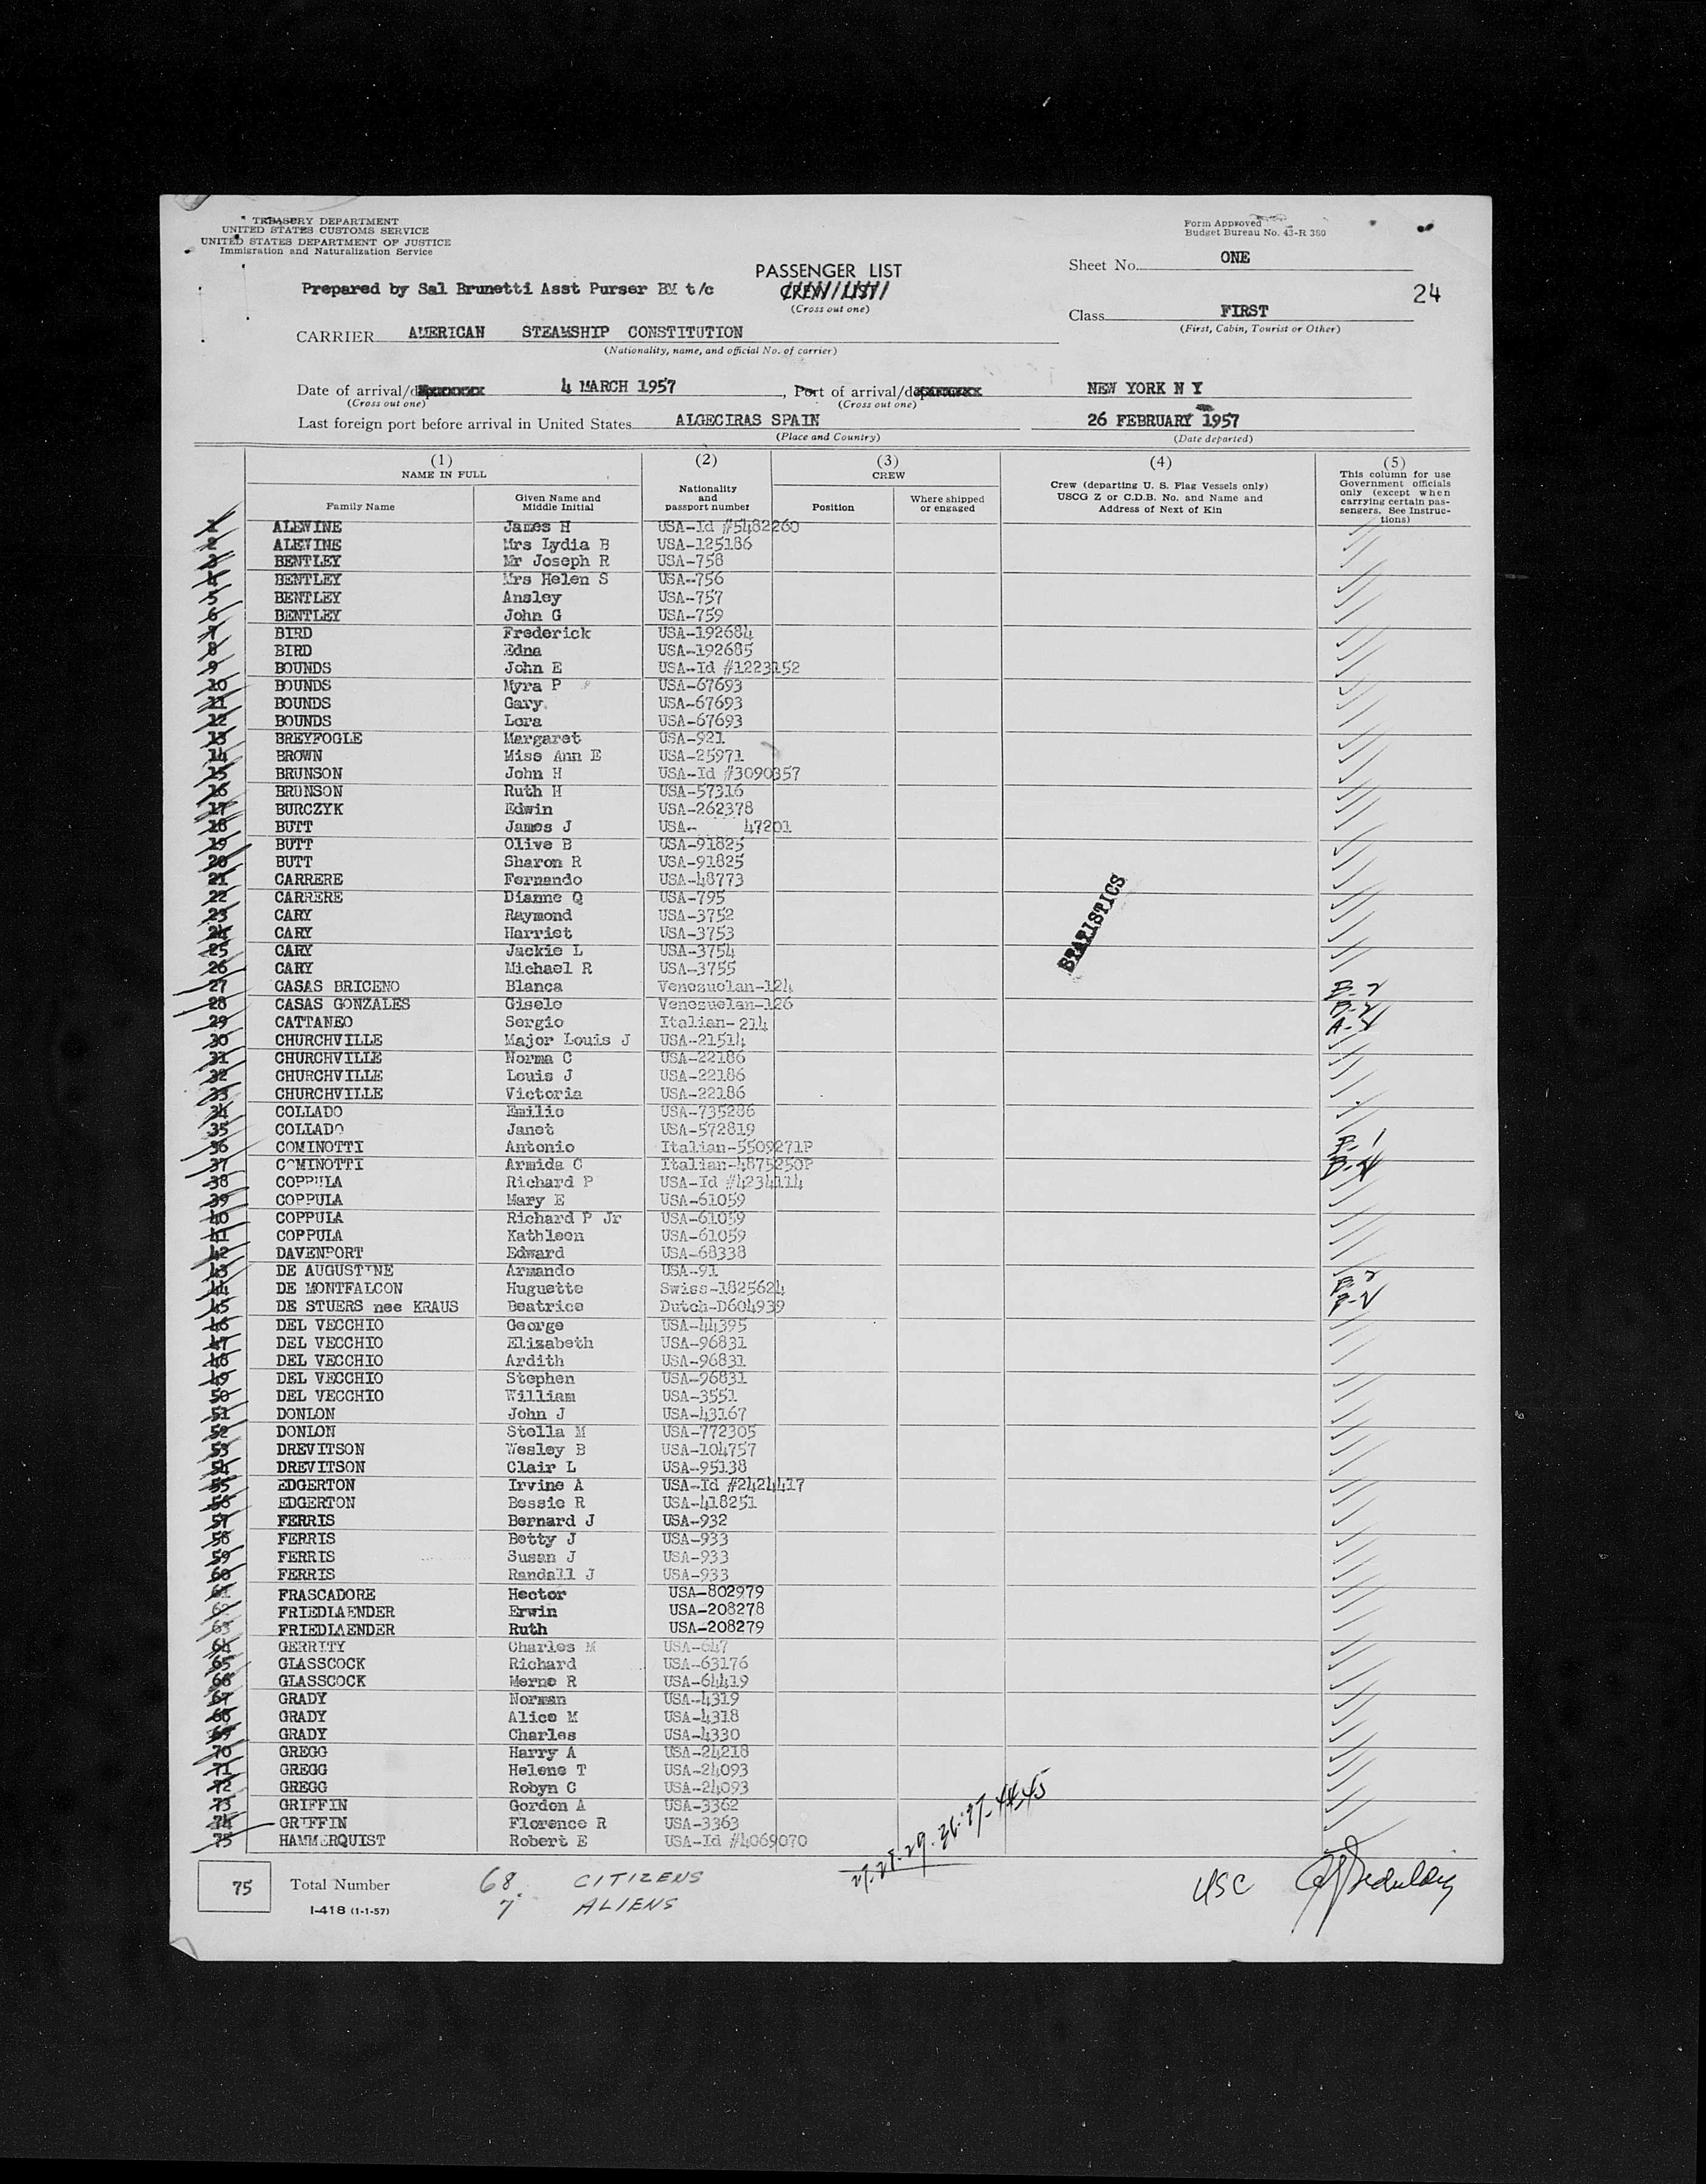 TREASURY DEPARTMENT
UNITED STATES CUSTOMS SERVICE
UNITED STATES DEPARTMENT OF JUSTICE
Immigration and Naturalization Service
Form Approved
Budget Bureau No. 43-R 380
Sheet No. ONE
PASSENGER LIST
Prepared by Sal Brunetti Asst Purser BM t/c
CREW LIST
(Cross out one)
24
Class FIRST
(First, Cabin, Tourist or Other)
CARRIER AMERICAN STEAMSHIP CONSTITUTION
(Nationality, name, and official No. of carrier)
Date of arrival/ 4 MARCH 1957, Port of arrival/ NEW YORK N Y
(Cross out one) (Cross out one)
Last foreign port before arrival in United States ALGECIRAS SPAIN 26 FEBRUARY 1957
(Place and Country) (Date departed)
(1) (2) (3) (4) (5)
NAME IN FULL Nationality and passport number CREW Crew (departing U. S. Flag Vessels only) USCG Z or C.D.B. No. and Name and Address of Next of Kin This column for use Government officials only (except when carrying certain passengers. See Instructions)
Family Name Given Name and Middle Initial Position Where shipped or engaged
1 ALEVINE James H USA-Id #5482260
2 ALEVINE Mrs Lydia B USA-125186
3 BENTLEY Mr Joseph R USA-758
4 BENTLEY Mrs Helen S USA-756
5 BENTLEY Ansley USA-757
6 BENTLEY John G USA-759
7 BIRD Frederick USA-192684
8 BIRD Edna USA-192685
9 BOUNDS John E USA-Id #1223152
10 BOUNDS Myra P USA-67693
11 BOUNDS Gary USA-67693
12 BOUNDS Lora USA-67693
13 BREYFOGLE Margaret USA-921
14 BROWN Miss Ann E USA-25971
15 BRUNSON John H USA-Id #3090357
16 BRUNSON Ruth H USA-57316
17 BURCZYK Edwin USA-262378
18 BUTT James J USA- 47201
19 BUTT Olive B USA-91825
20 BUTT Sharon R USA-91825
21 CARRERE Fernando USA-48773
22 CARRERE Dianne Q USA-795
23 CARY Raymond USA-3752
24 CARY Harriet USA-3753
25 CARY Jackie L USA-3754
26 CARY Michael R USA-3755
STATISTICS
27 CASAS BRICENO Blanca Venezuelan-124 B-2
28 CASAS GONZALES Gisele Venezuelan-126 B-2
29 CATTANEO Sergio Italian-214
30 CHURCHVILLE Major Louis J USA-21514
31 CHURCHVILLE Norma C USA-22186
32 CHURCHVILLE Louis J USA-22186
33 CHURCHVILLE Victoria USA-22186
34 COLLADO Emilio USA-735286
35 COLLADO Janet USA-572819
36 COMINOTTI Antonio Italian-5509271P
37 COMINOTTI Armida C Italian-4875250P
38 COPPULA Richard P USA-Id #4234114
39 COPPULA Mary E USA-61059
40 COPPULA Richard P Jr USA-61059
41 COPPULA Kathleen USA-61059
42 DAVENPORT Edward USA-68338
43 DE AUGUSTINE Armando USA-91
44 DE MONTFALCON Huguette Swiss-1825624
45 DE STUERS nee KRAUS Beatrice Dutch-D604939
46 DEL VECCHIO George USA-44395
47 DEL VECCHIO Elizabeth USA-96831
48 DEL VECCHIO Ardith USA-96831
49 DEL VECCHIO Stephen USA-96831
50 DEL VECCHIO William USA-3551
51 DONLON John J USA-43167
52 DONLON Stella M USA-772305
53 DREVITSON Wesley B USA-104757
54 DREVITSON Clair L USA-95138
55 EDGERTON Irvine A USA-Id #2424417
56 EDGERTON Bessie R USA-418251
57 FERRIS Bernard J USA-932
58 FERRIS Betty J USA-933
59 FERRIS Susan J USA-933
60 FERRIS Randall J USA-933
61 FRASCADORE Hector USA-802979
62 FRIEDLAENDER Erwin USA-208278
63 FRIEDLAENDER Ruth USA-208279
64 GERRITY Charles M USA-647
65 GLASSCOCK Richard USA-63176
66 GLASSCOCK Merne R USA-64419
67 GRADY Norman USA-4319
68 GRADY Alice M USA-4318
69 GRADY Charles USA-4330
70 GREGG Harry A USA-24218
71 GREGG Helene T USA-24093
72 GREGG Robyn C USA-24093
73 GRIFFIN Gordon A USA-3362
74 GRIFFIN Florence R USA-3363
75 HAMMERQUIST Robert E USA-Id #4069070
27-28-29-36-37-44-45
75 Total Number 68 CITIZENS
7 ALIENS
USC
I-418 (1-1-57)